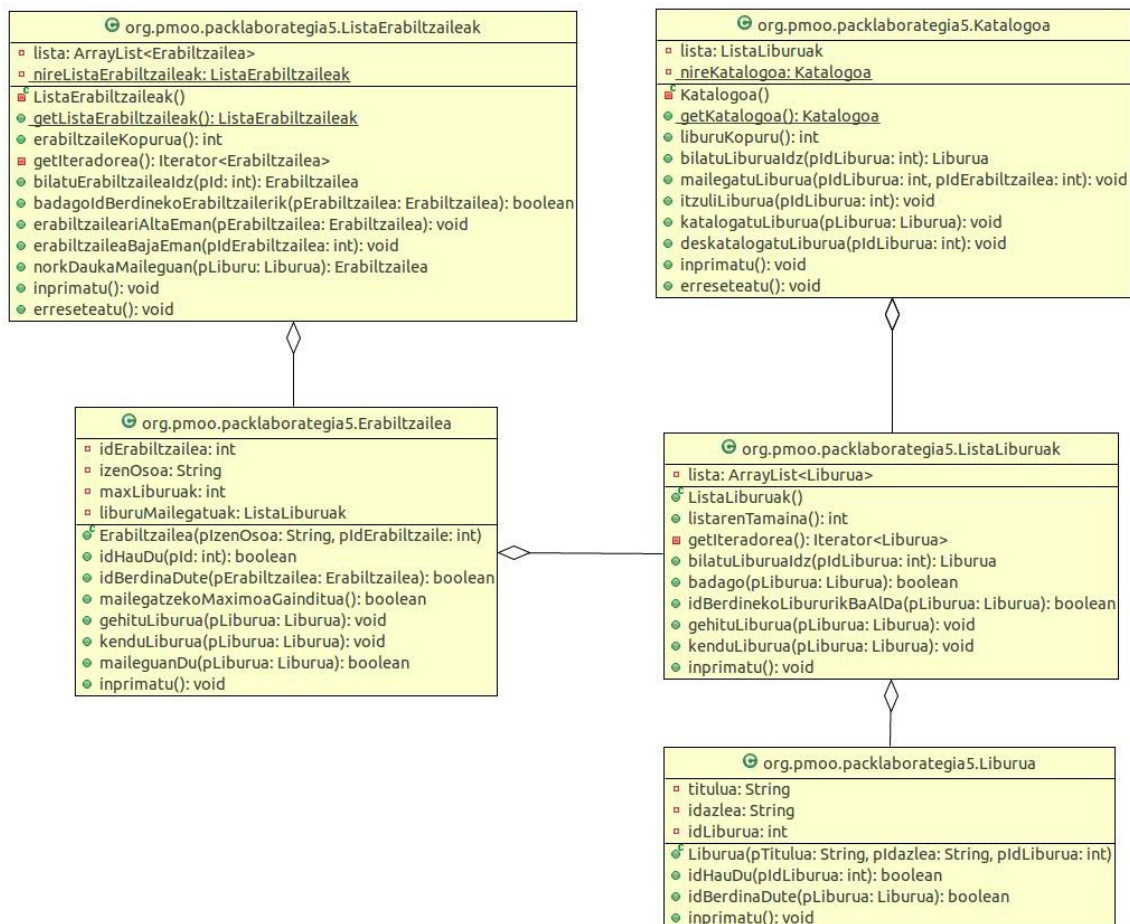 org.pmoo.packlaborategia5.ListaErabiltzaileak
lista: ArrayList<Erabiltzailea>
nireListaErabiltzaileak: ListaErabiltzaileak
ListaErabiltzaileak()
getListaErabiltzaileak(): ListaErabiltzaileak
erabiltzaileKopurua(): int
getIteradorea(): Iterator<Erabiltzailea>
bilatuErabiltzaileaIdz(pId: int): Erabiltzailea
badagoIdBerdinekoErabiltzailerik(pErabiltzailea: Erabiltzailea): boolean
erabiltzaileariAltaEman(pErabiltzailea: Erabiltzailea): void
erabiltzaileaBajaEman(pIdErabiltzailea: int): void
norkDaukaMaileguan(pLiburu: Liburua): Erabiltzailea
inprimatu(): void
erreseteatu(): void
org.pmoo.packlaborategia5.Katalogoa
lista: ListaLiburuak
nireKatalogoa: Katalogoa
Katalogoa()
getKatalogoa(): Katalogoa
liburuKopuru(): int
bilatuLiburuaIdz(pIdLiburua: int): Liburua
mailegatuLiburua(pIdLiburua: int, pIdErabiltzailea: int): void
itzuliLiburua(pIdLiburua: int): void
katalogatuLiburua(pLiburua: Liburua): void
deskatalogatuLiburua(pIdLiburua: int): void
inprimatu(): void
erreseteatu(): void
org.pmoo.packlaborategia5.Erabiltzailea
idErabiltzailea: int
izenOsoa: String
maxLiburuak: int
liburuMailegatuak: ListaLiburuak
Erabiltzailea(pIzenOsoa: String, pIdErabiltzaile: int)
idHauDu(pId: int): boolean
idBerdinaDute(pErabiltzailea: Erabiltzailea): boolean
mailegatzekoMaximoaGainditua(): boolean
gehituLiburua(pLiburua: Liburua): void
kenduLiburua(pLiburua: Liburua): void
maileguanDu(pLiburua: Liburua): boolean
inprimatu(): void
org.pmoo.packlaborategia5.ListaLiburuak
lista: ArrayList<Liburua>
ListaLiburuak()
listarenTamaina(): int
getIteradorea(): Iterator<Liburua>
bilatuLiburuaIdz(pIdLiburua: int): Liburua
badago(pLiburua: Liburua): boolean
idBerdinekoLibururikBaAlDa(pLiburua: Liburua): boolean
gehituLiburua(pLiburua: Liburua): void
kenduLiburua(pLiburua: Liburua): void
inprimatu(): void
org.pmoo.packlaborategia5.Liburua
titulua: String
idazlea: String
idLiburua: int
Liburua(pTitulua: String, pIdazlea: String, pIdLiburua: int)
idHauDu(pIdLiburua: int): boolean
idBerdinaDute(pLiburua: Liburua): boolean
inprimatu(): void